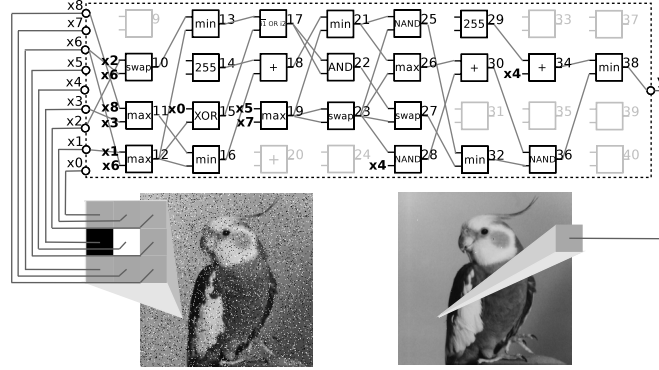 x8
x7
x6
x5
x4
x3
x2
x1
x0
9
x2
x6
swap 10
x8
x3
max 11
x1
x6
max 12
min 13
255 14
x0
XOR 15
min 16
i1 OR i2 17
+ 18
x5
x7
max 19
+ 20
min 21
AND 22
swap 23
24
NAND 25
max 26
swap 27
x4
NAND 28
255 29
+ 30
31
min 32
33
x4
+ 34
35
NAND 36
37
min 38
39
40